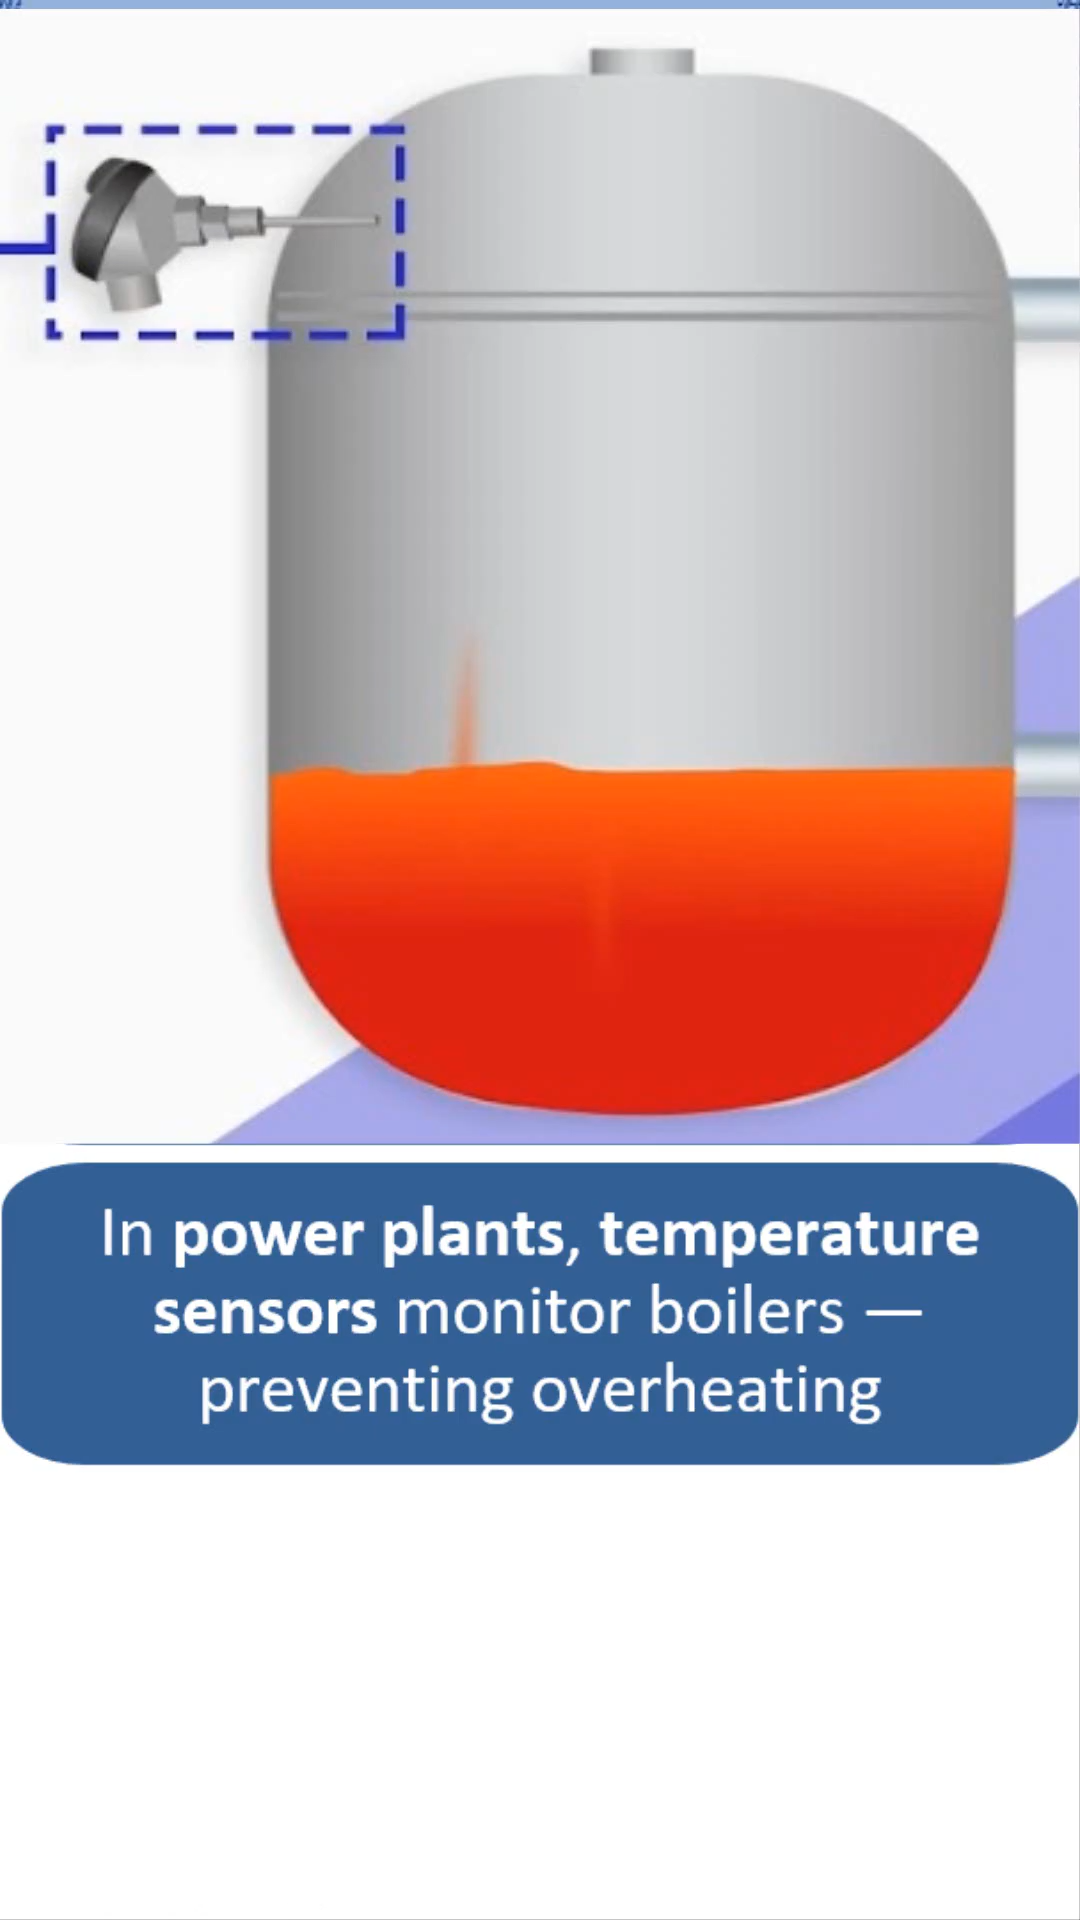 In power plants, temperature
sensors monitor boilers —
preventing overheating